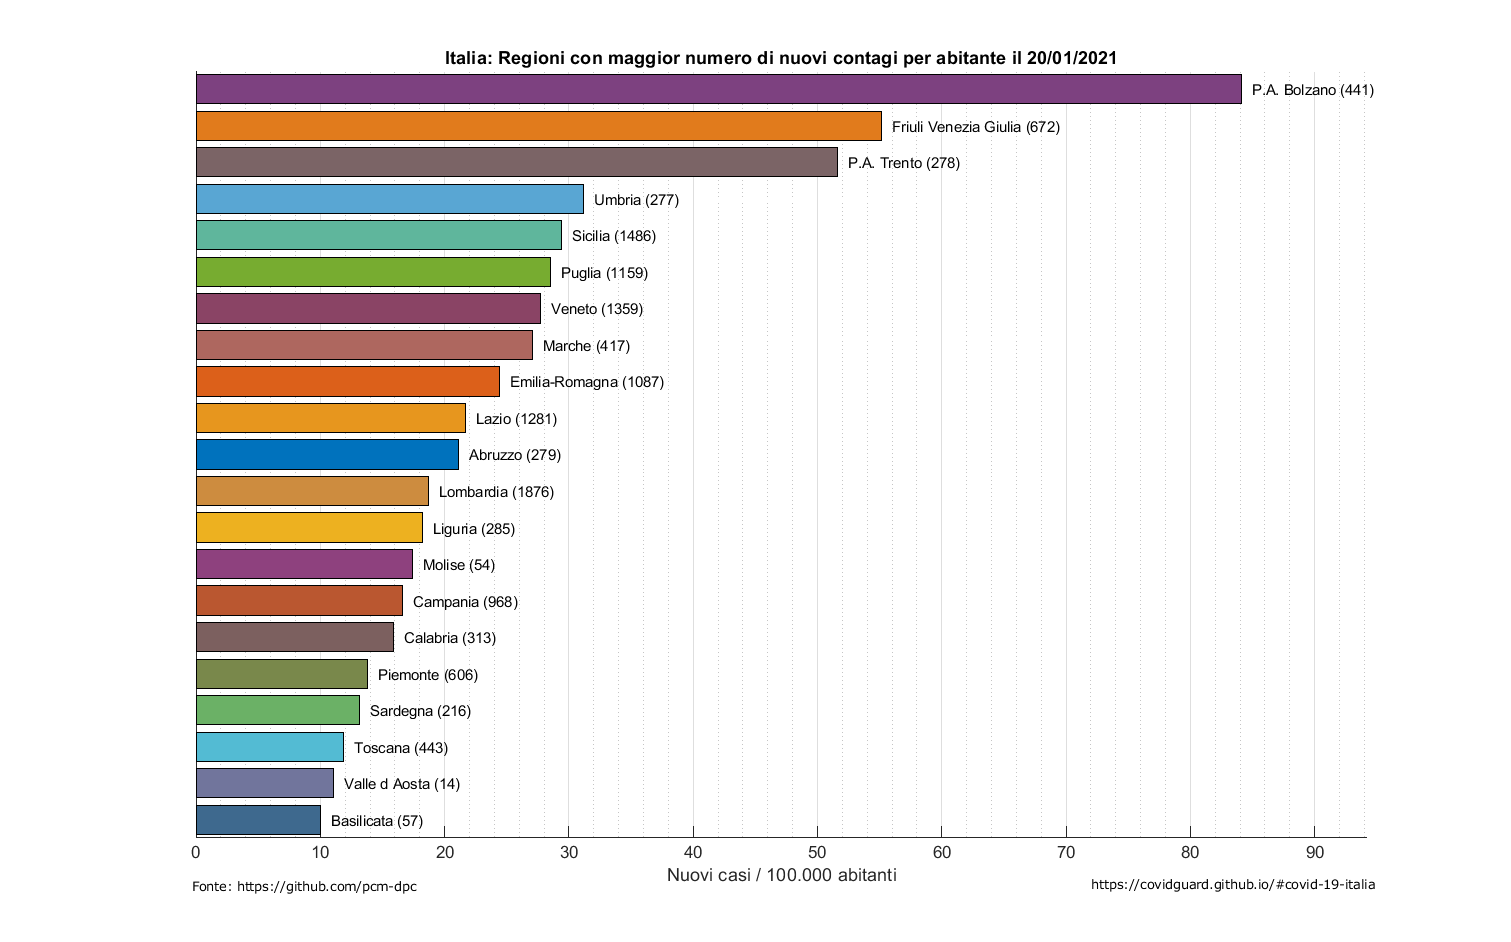 Italia: Regioni con maggior numero di nuovi contagi per abitante il 20/01/2021
P.A. Bolzano (441)
Friuli Venezia Giulia (672)
P.A. Trento (278)
Umbria (277)
Sicilia (1486)
Puglia (1159)
Veneto (1359)
Marche (417)
Emilia-Romagna (1087)
Lazio (1281)
Abruzzo (279)
Lombardia (1876)
Liguria (285)
Molise (54)
Campania (968)
Calabria (313)
Piemonte (606)
Sardegna (216)
Toscana (443)
Valle d Aosta (14)
Basilicata (57)
0 10 20 30 40 50 60 70 80 90
Nuovi casi / 100.000 abitanti
Fonte: https://github.com/pcm-dpc
https://covidguard.github.io/#covid-19-italia